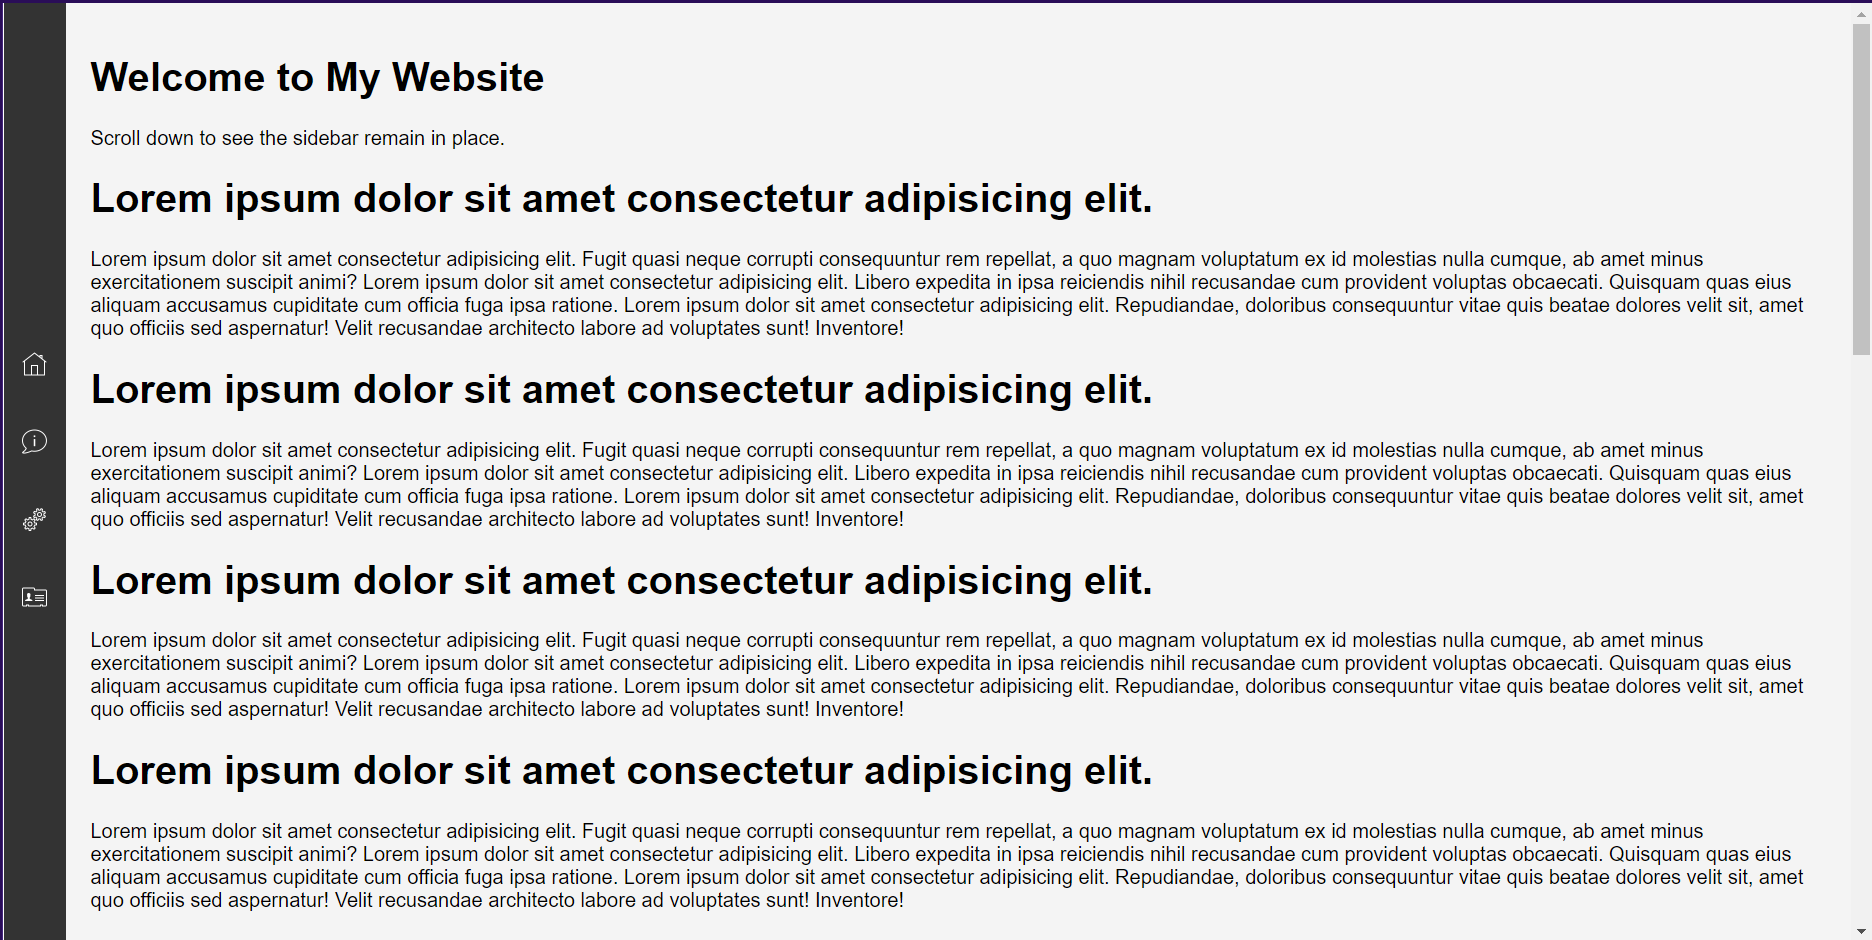 Welcome to My Website
Scroll down to see the sidebar remain in place.
Lorem ipsum dolor sit amet consectetur adipisicing elit.
Lorem ipsum dolor sit amet consectetur adipisicing elit. Fugit quasi neque corrupti consequuntur rem repellat, a quo magnam voluptatum ex id molestias nulla cumque, ab amet minus
exercitationem suscipit animi? Lorem ipsum dolor sit amet consectetur adipisicing elit. Libero expedita in ipsa reiciendis nihil recusandae cum provident voluptas obcaecati. Quisquam quas eius
aliquam accusamus cupiditate cum officia fuga ipsa ratione. Lorem ipsum dolor sit amet consectetur adipisicing elit. Repudiandae, doloribus consequuntur vitae quis beatae dolores velit sit, amet
quo officiis sed aspernatur! Velit recusandae architecto labore ad voluptates sunt! Inventore!
Lorem ipsum dolor sit amet consectetur adipisicing elit.
Lorem ipsum dolor sit amet consectetur adipisicing elit. Fugit quasi neque corrupti consequuntur rem repellat, a quo magnam voluptatum ex id molestias nulla cumque, ab amet minus
exercitationem suscipit animi? Lorem ipsum dolor sit amet consectetur adipisicing elit. Libero expedita in ipsa reiciendis nihil recusandae cum provident voluptas obcaecati. Quisquam quas eius
aliquam accusamus cupiditate cum officia fuga ipsa ratione. Lorem ipsum dolor sit amet consectetur adipisicing elit. Repudiandae, doloribus consequuntur vitae quis beatae dolores velit sit, amet
quo officiis sed aspernatur! Velit recusandae architecto labore ad voluptates sunt! Inventore!
Lorem ipsum dolor sit amet consectetur adipisicing elit.
Lorem ipsum dolor sit amet consectetur adipisicing elit. Fugit quasi neque corrupti consequuntur rem repellat, a quo magnam voluptatum ex id molestias nulla cumque, ab amet minus
exercitationem suscipit animi? Lorem ipsum dolor sit amet consectetur adipisicing elit. Libero expedita in ipsa reiciendis nihil recusandae cum provident voluptas obcaecati. Quisquam quas eius
aliquam accusamus cupiditate cum officia fuga ipsa ratione. Lorem ipsum dolor sit amet consectetur adipisicing elit. Repudiandae, doloribus consequuntur vitae quis beatae dolores velit sit, amet
quo officiis sed aspernatur! Velit recusandae architecto labore ad voluptates sunt! Inventore!
Lorem ipsum dolor sit amet consectetur adipisicing elit.
Lorem ipsum dolor sit amet consectetur adipisicing elit. Fugit quasi neque corrupti consequuntur rem repellat, a quo magnam voluptatum ex id molestias nulla cumque, ab amet minus
exercitationem suscipit animi? Lorem ipsum dolor sit amet consectetur adipisicing elit. Libero expedita in ipsa reiciendis nihil recusandae cum provident voluptas obcaecati. Quisquam quas eius
aliquam accusamus cupiditate cum officia fuga ipsa ratione. Lorem ipsum dolor sit amet consectetur adipisicing elit. Repudiandae, doloribus consequuntur vitae quis beatae dolores velit sit, amet
quo officiis sed aspernatur! Velit recusandae architecto labore ad voluptates sunt! Inventore!